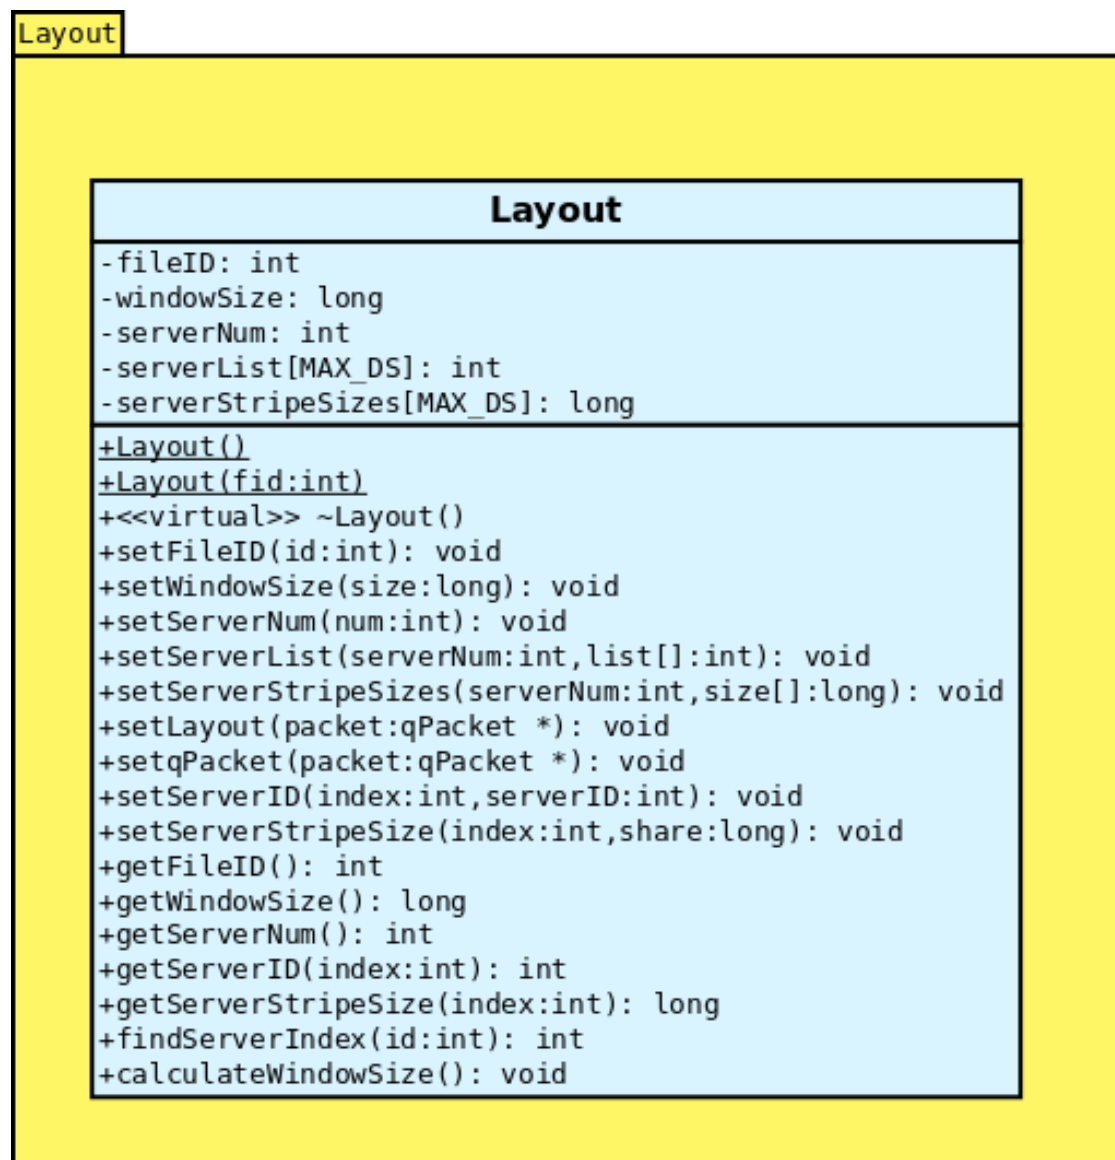 Layout
Layout
-fileID: int
-windowSize: long
-serverNum: int
-serverList[MAX_DS]: int
-serverStripeSizes[MAX_DS]: long
+Layout()
+Layout(fid:int)
+<<virtual>> ~Layout()
+setFileID(id:int): void
+setWindowSize(size:long): void
+setServerNum(num:int): void
+setServerList(serverNum:int,list[]:int): void
+setServerStripeSizes(serverNum:int,size[]:long): void
+setLayout(packet:qPacket *): void
+setqPacket(packet:qPacket *): void
+setServerID(index:int,serverID:int): void
+setServerStripeSize(index:int,share:long): void
+getFileID(): int
+getWindowSize(): long
+getServerNum(): int
+getServerID(index:int): int
+getServerStripeSize(index:int): long
+findServerIndex(id:int): int
+calculateWindowSize(): void